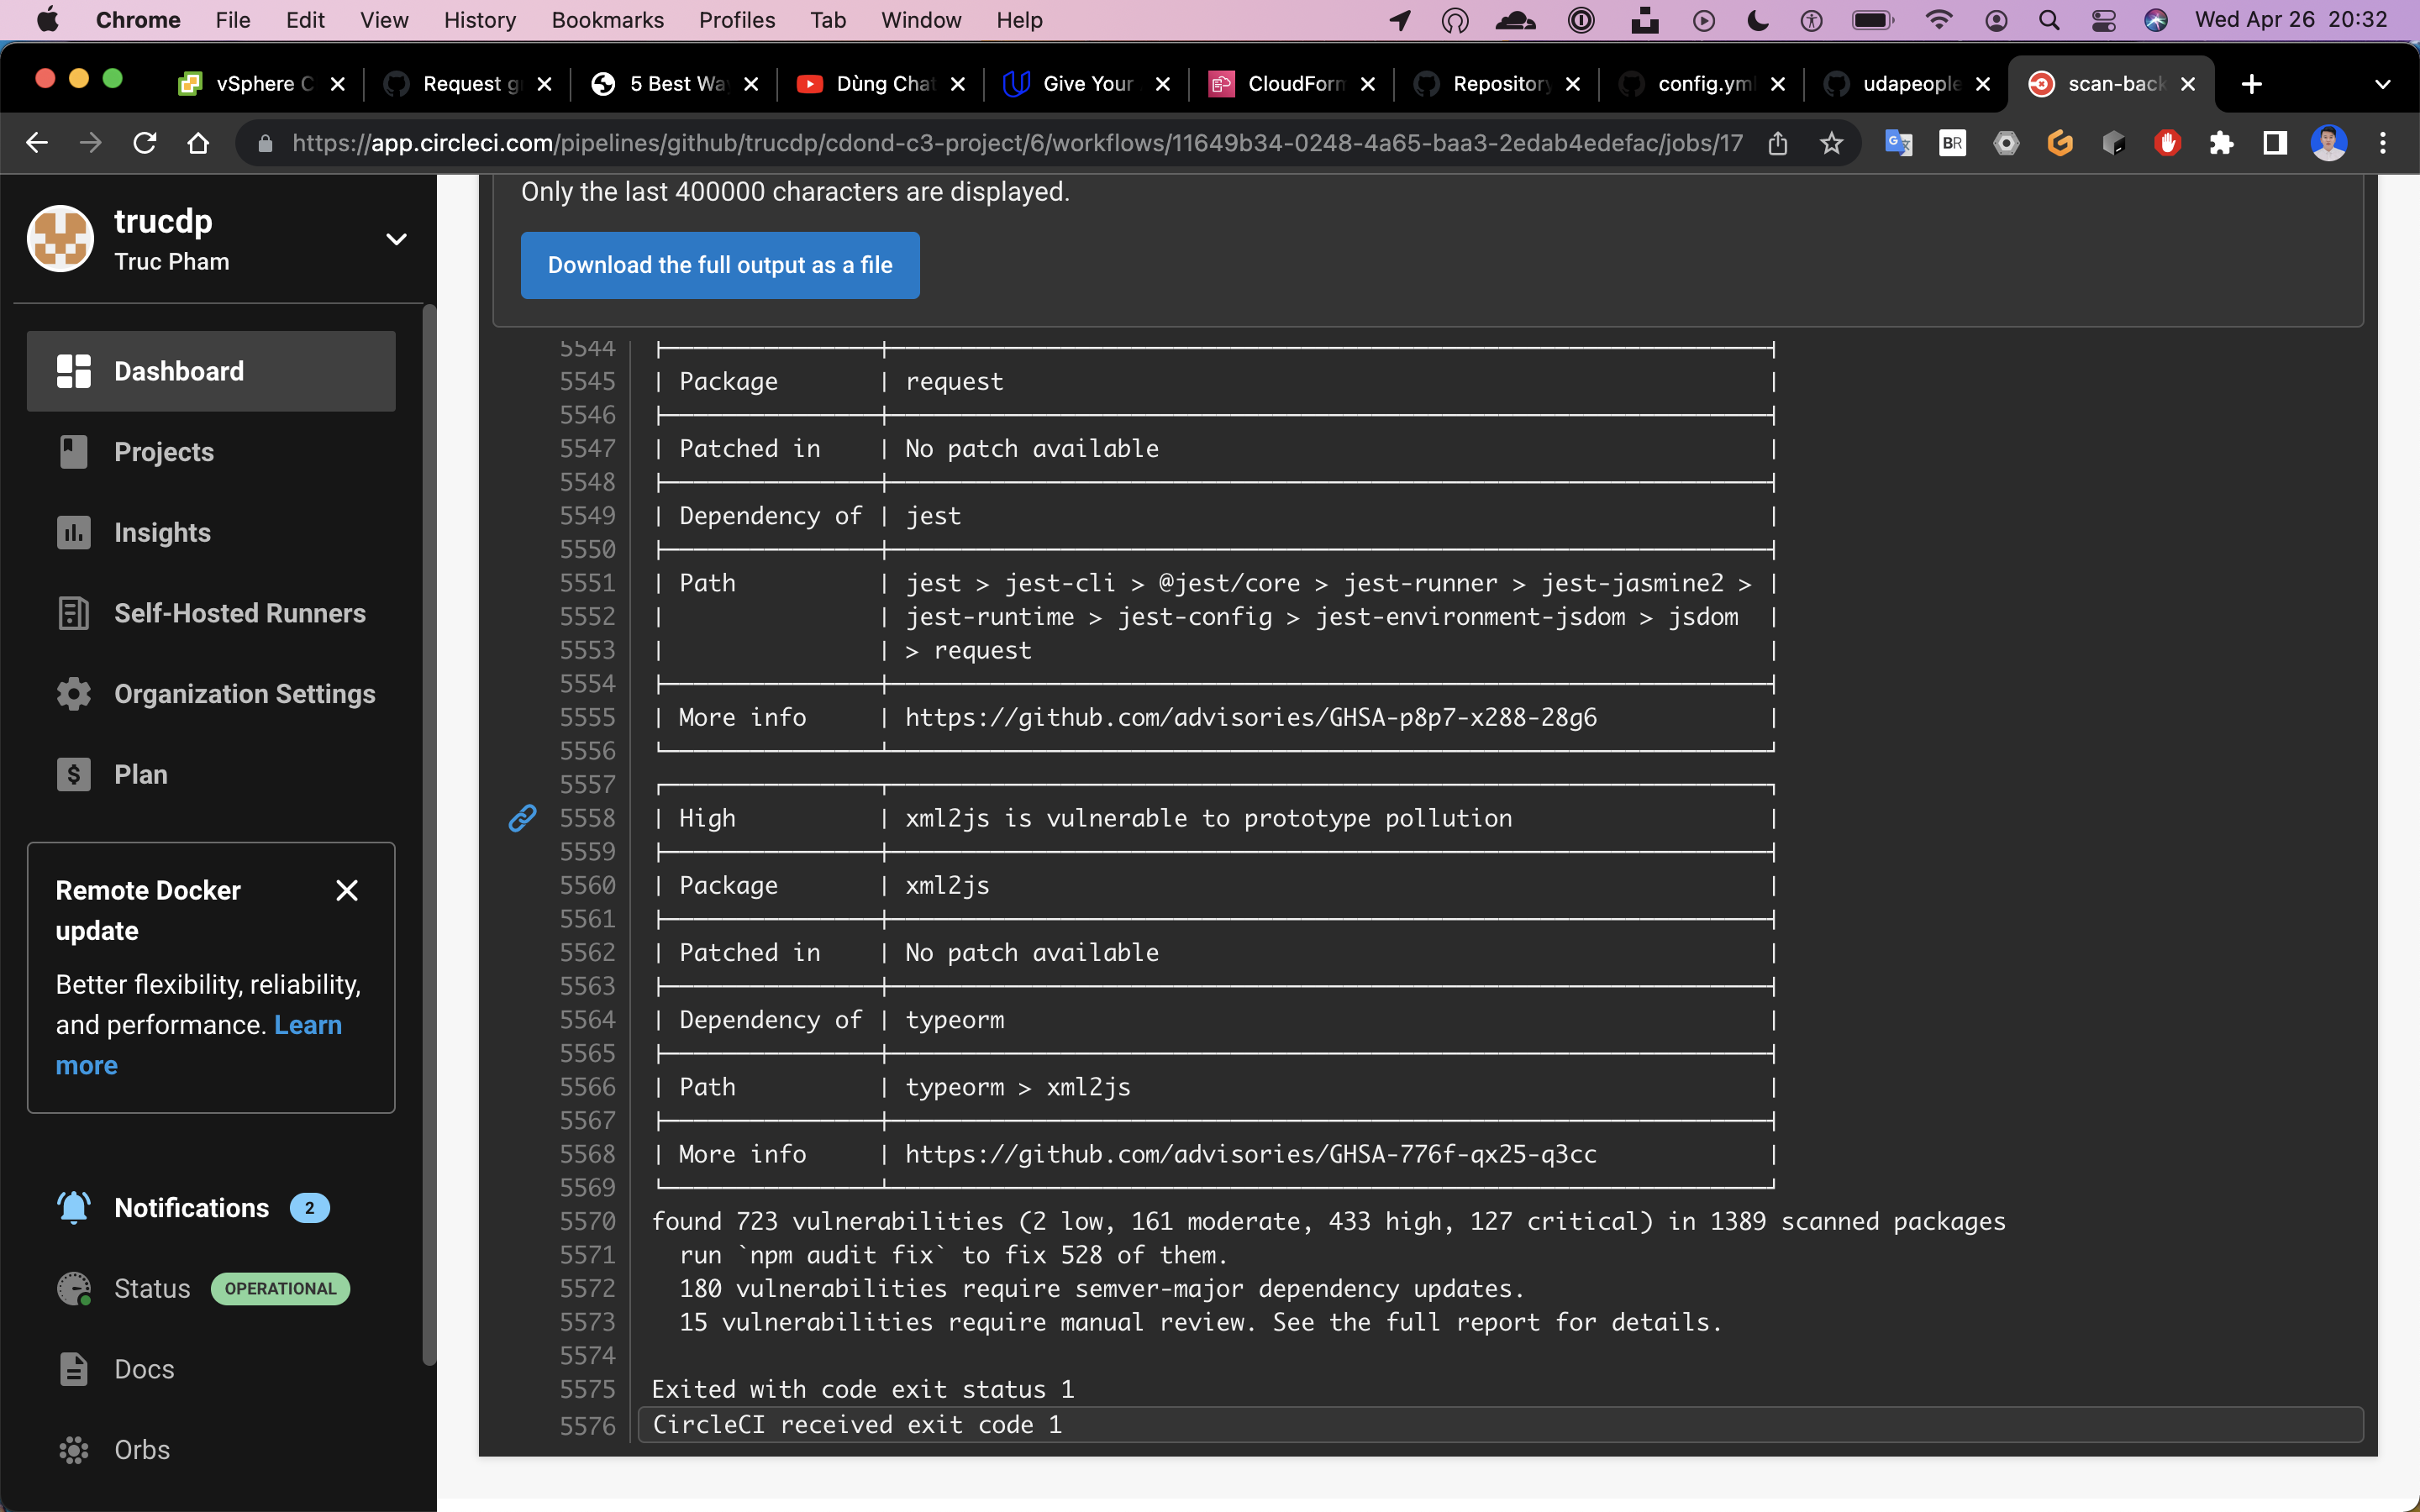 Chrome File Edit View History Bookmarks Profiles Tab Window Help Wed Apr 26 20:32
vSphere C Request g 5 Best Wa Dùng Chat Give Your CloudForm Repository config.yml udapeople scan-back
https://app.circleci.com/pipelines/github/trucdp/cdond-c3-project/6/workflows/11649b34-0248-4a65-baa3-2edab4edefac/jobs/17
BR
trucdp
Truc Pham
Dashboard
Projects
Insights
Self-Hosted Runners
Organization Settings
Plan
Remote Docker
update
Better flexibility, reliability,
and performance. Learn
more
Notifications 2
Status OPERATIONAL
Docs
Orbs
Only the last 400000 characters are displayed.
Download the full output as a file
5544
5545 | Package | request |
5546
5547 | Patched in | No patch available |
5548
5549 | Dependency of | jest |
5550
5551 | Path | jest > jest-cli > @jest/core > jest-runner > jest-jasmine2 > |
5552 | | jest-runtime > jest-config > jest-environment-jsdom > jsdom |
5553 | | > request |
5554
5555 | More info | https://github.com/advisories/GHSA-p8p7-x288-28g6 |
5556
5557
5558 | High | xml2js is vulnerable to prototype pollution |
5559
5560 | Package | xml2js |
5561
5562 | Patched in | No patch available |
5563
5564 | Dependency of | typeorm |
5565
5566 | Path | typeorm > xml2js |
5567
5568 | More info | https://github.com/advisories/GHSA-776f-qx25-q3cc |
5569
5570 found 723 vulnerabilities (2 low, 161 moderate, 433 high, 127 critical) in 1389 scanned packages
5571 run `npm audit fix` to fix 528 of them.
5572 180 vulnerabilities require semver-major dependency updates.
5573 15 vulnerabilities require manual review. See the full report for details.
5574
5575 Exited with code exit status 1
5576 CircleCI received exit code 1